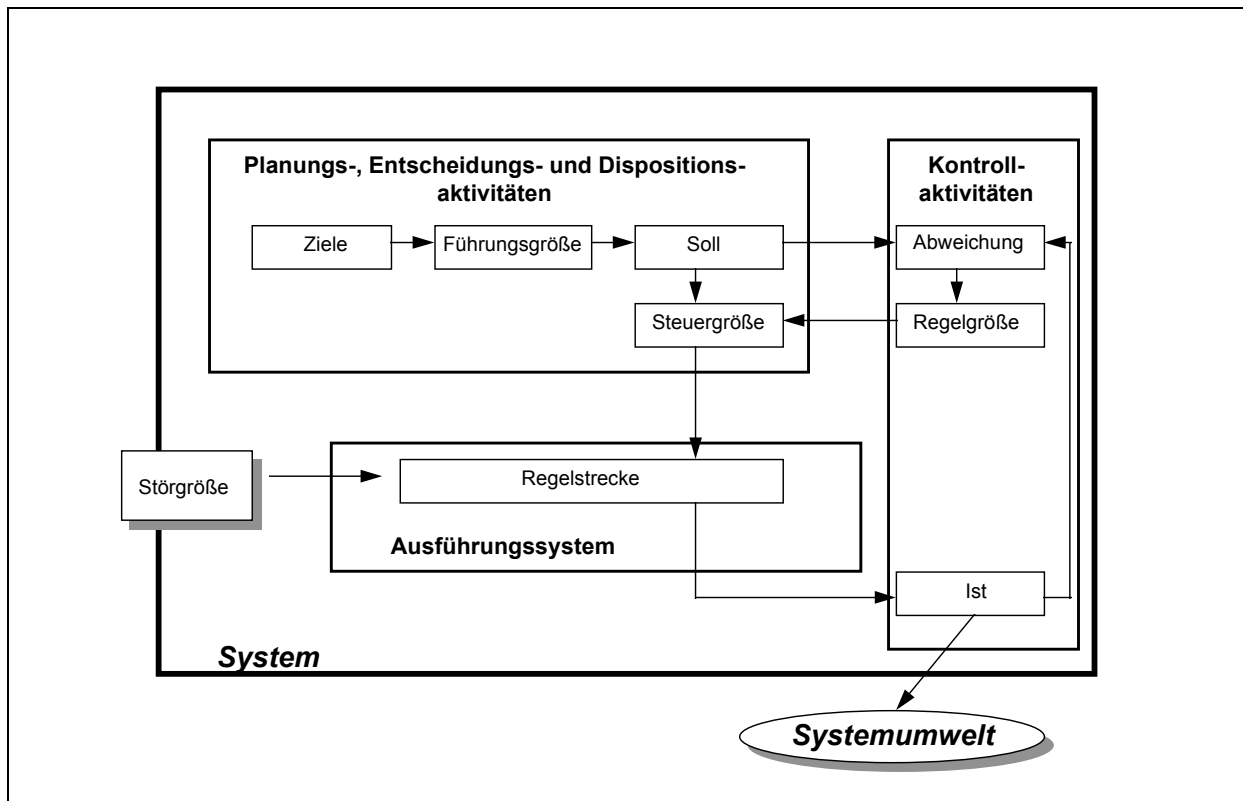 Planungs-, Entscheidungs- und Dispositions-
aktivitäten
Kontroll-
aktivitäten
Ziele
Führungsgröße
Soll
Abweichung
Steuergröße
Regelgröße
Störgröße
Regelstrecke
Ausführungssystem
Ist
System
Systemumwelt